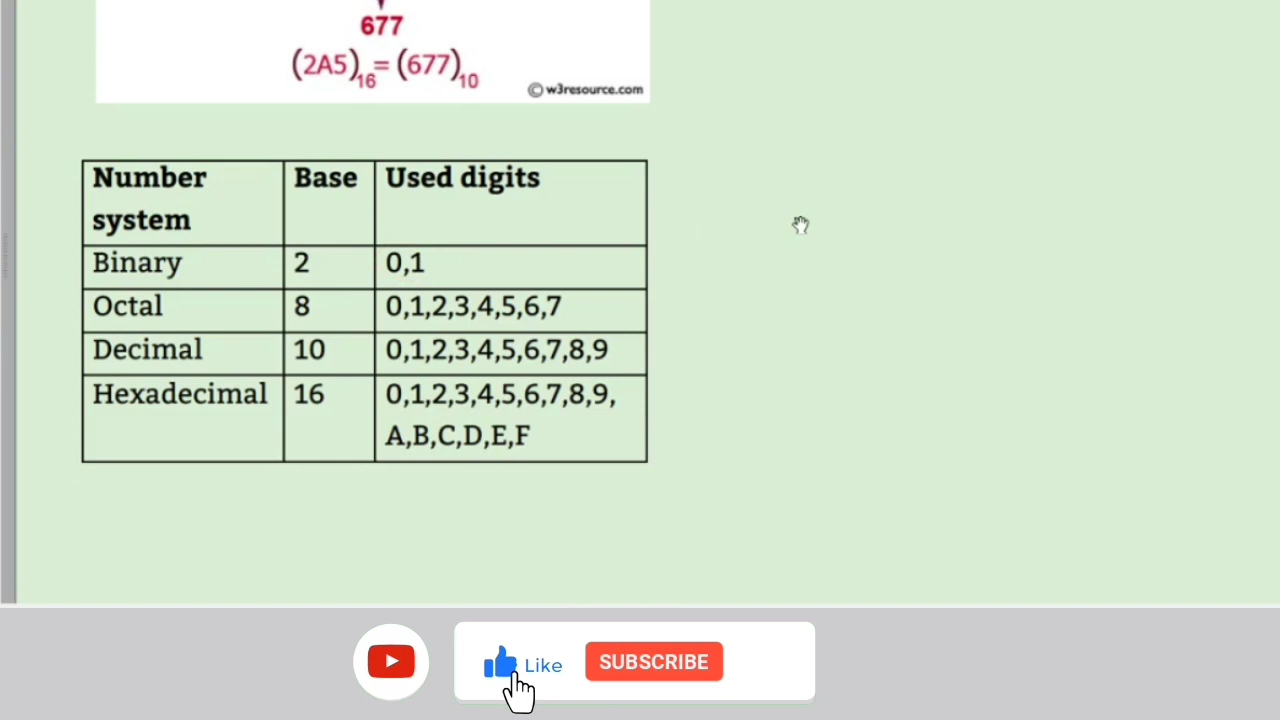 677
(2A5)16 = (677)10
© w3resource.com
Number system Base Used digits
Binary 2 0,1
Octal 8 0,1,2,3,4,5,6,7
Decimal 10 0,1,2,3,4,5,6,7,8,9
Hexadecimal 16 0,1,2,3,4,5,6,7,8,9,
A,B,C,D,E,F
Like SUBSCRIBE